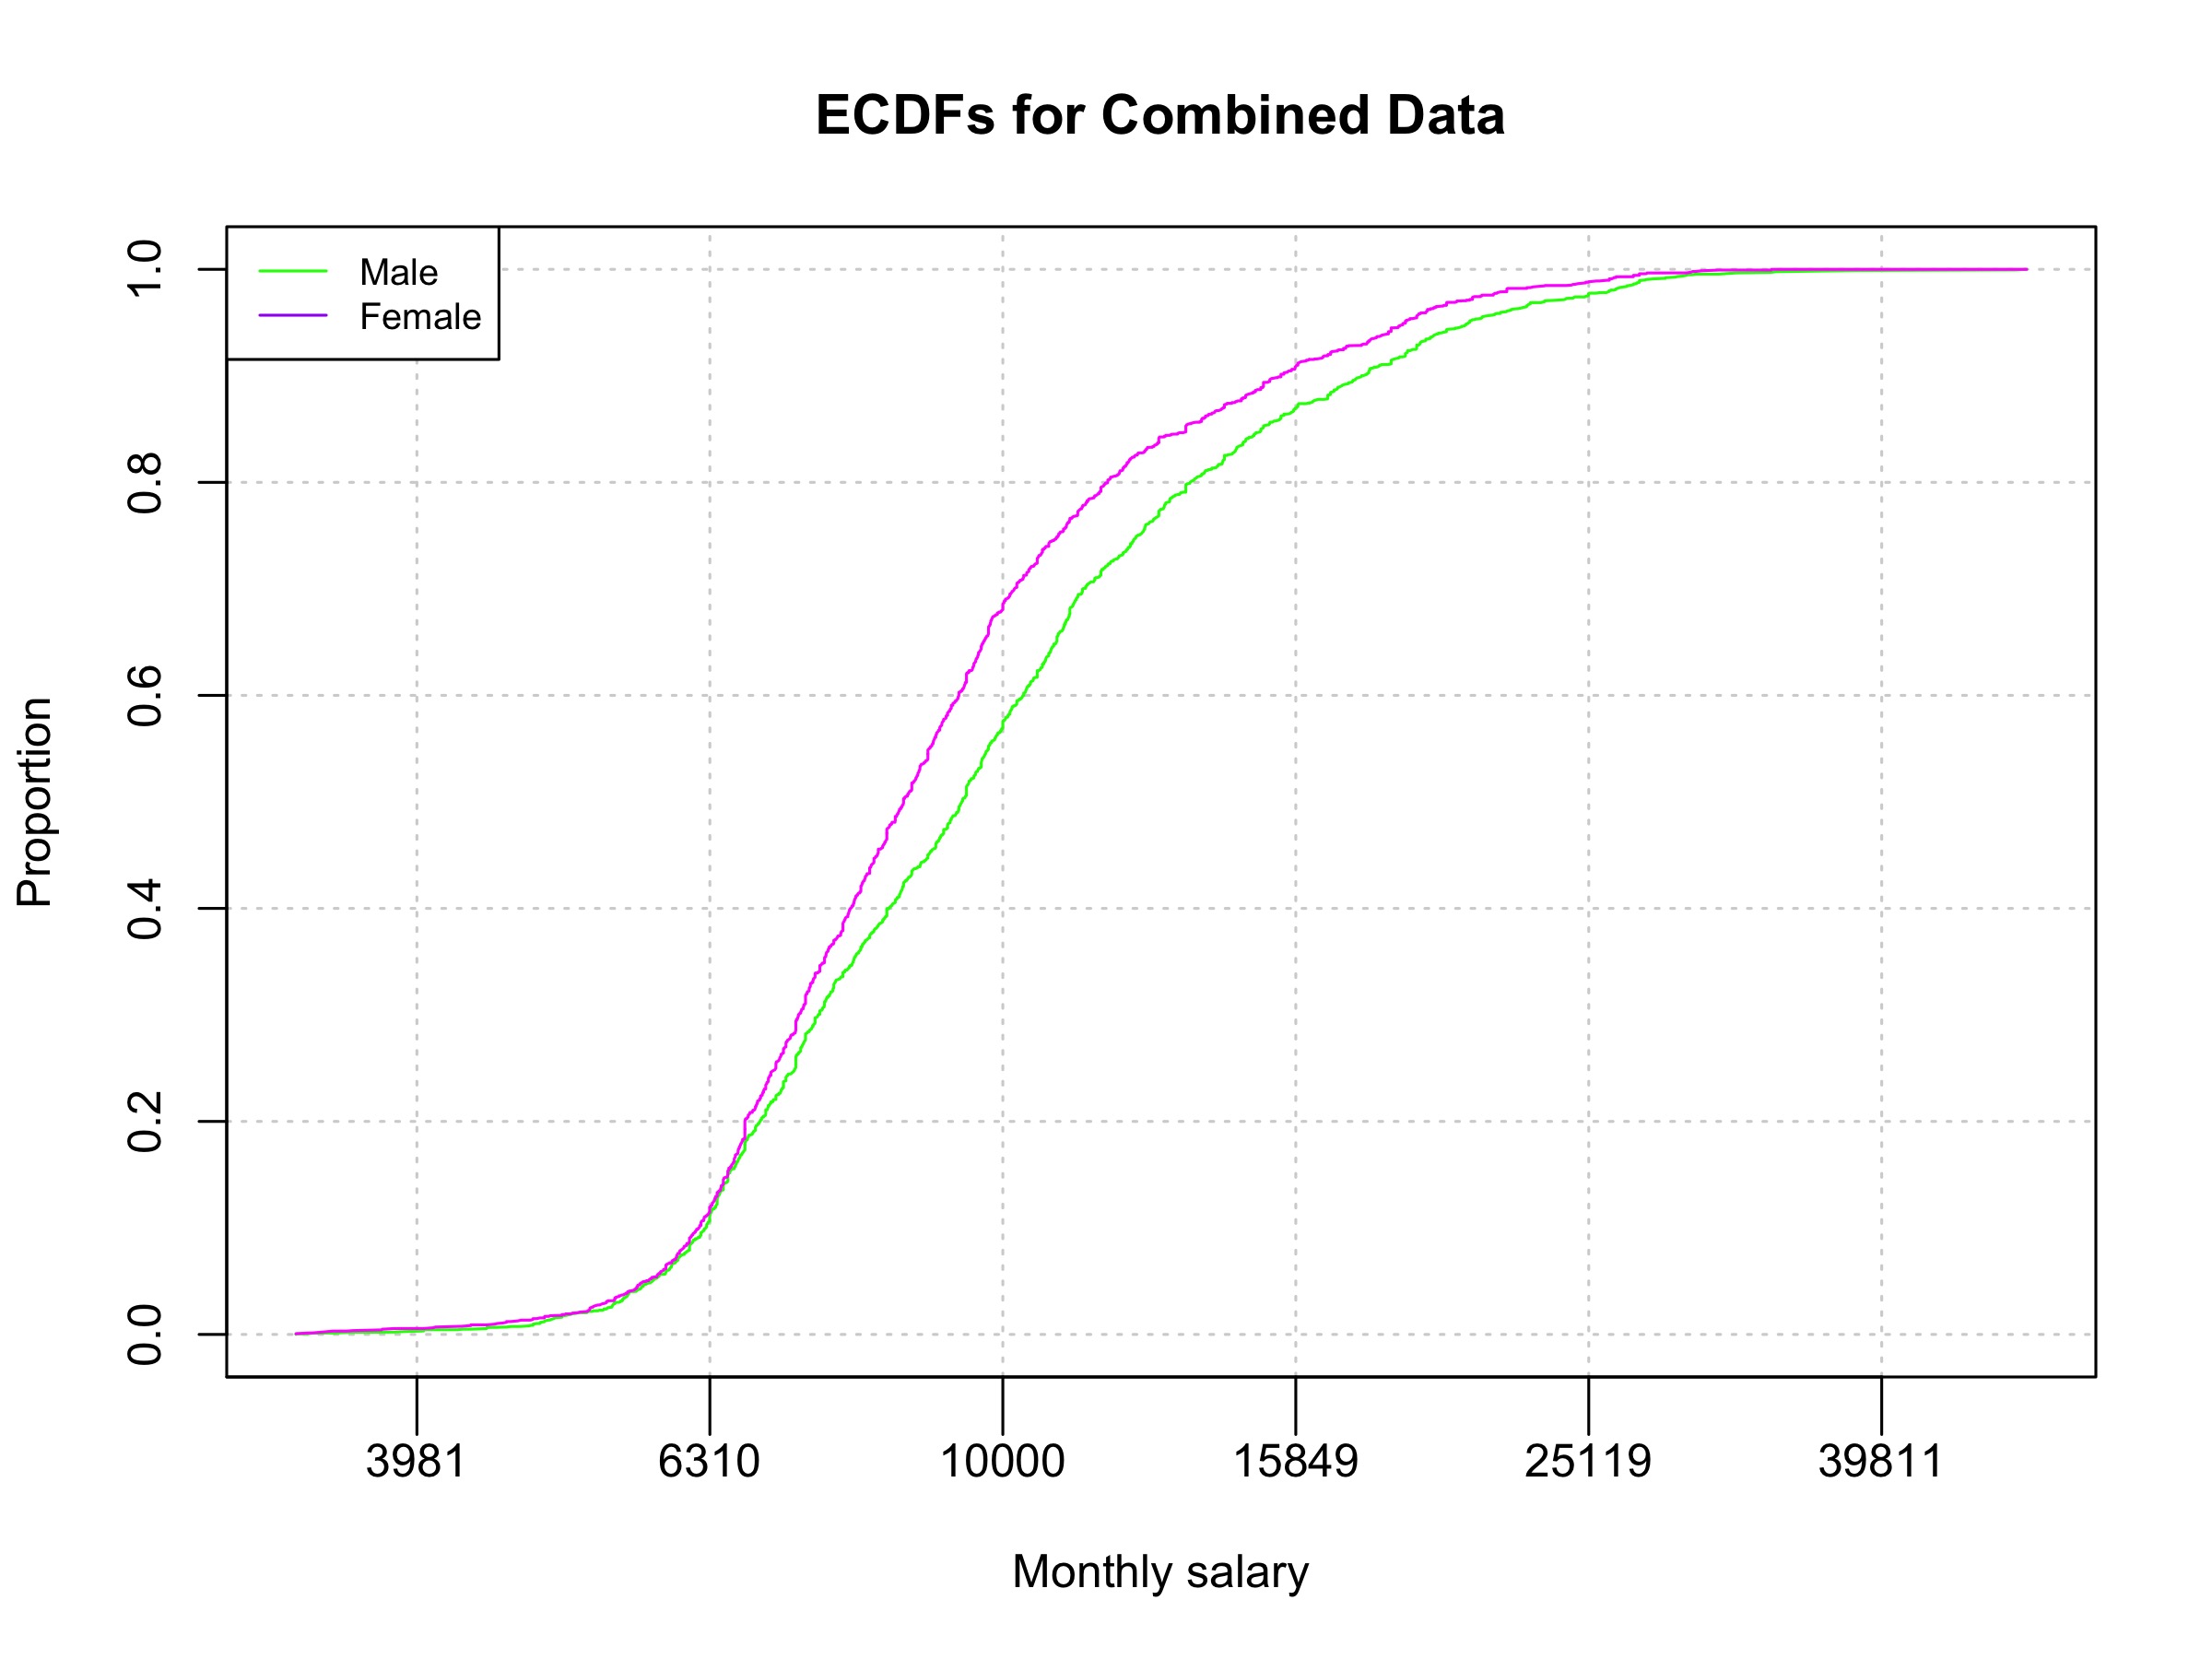 ECDFs for Combined Data
Male
Female
1.0
0.8
0.6
0.4
0.2
0.0
Proportion
3981 6310 10000 15849 25119 39811
Monthly salary